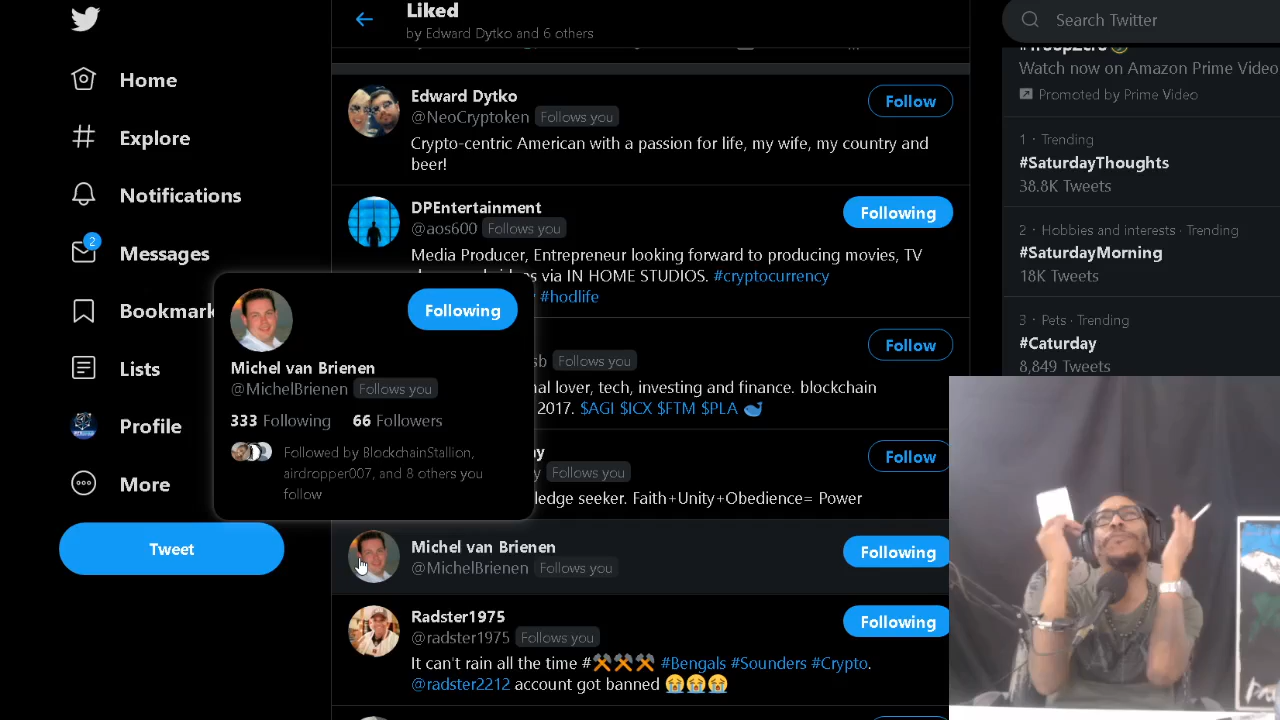 Home
Explore
Notifications
2
Messages
Bookmark
Lists
Profile
More
Tweet
Liked
by Edward Dytko and 6 others
Edward Dytko
@NeoCryptoken Follows you
Follow
Crypto-centric American with a passion for life, my wife, my country and
beer!
DPEntertainment
@aos600 Follows you
Following
Media Producer, Entrepreneur looking forward to producing movies, TV
via IN HOME STUDIOS. #cryptocurrency
#hodlife
sb Follows you
Follow
nal lover, tech, investing and finance. blockchain
2017. $AGI $ICX $FTM $PLA 🐳
y
y Follows you
Follow
ledge seeker. Faith+Unity+Obedience= Power
Michel van Brienen
@MichelBrienen Follows you
Following
Radster1975
@radster1975 Follows you
Following
It can't rain all the time #⚒⚒⚒ #Bengals #Sounders #Crypto.
@radster2212 account got banned 😭😭😭
Following
Michel van Brienen
@MichelBrienen Follows you
333 Following 66 Followers
Followed by BlockchainStallion,
airdropper007, and 8 others you
follow
Search Twitter
Watch now on Amazon Prime Video
Promoted by Prime Video
1 · Trending
#SaturdayThoughts
38.8K Tweets
2 · Hobbies and interests · Trending
#SaturdayMorning
18K Tweets
3 · Pets · Trending
#Caturday
8,849 Tweets